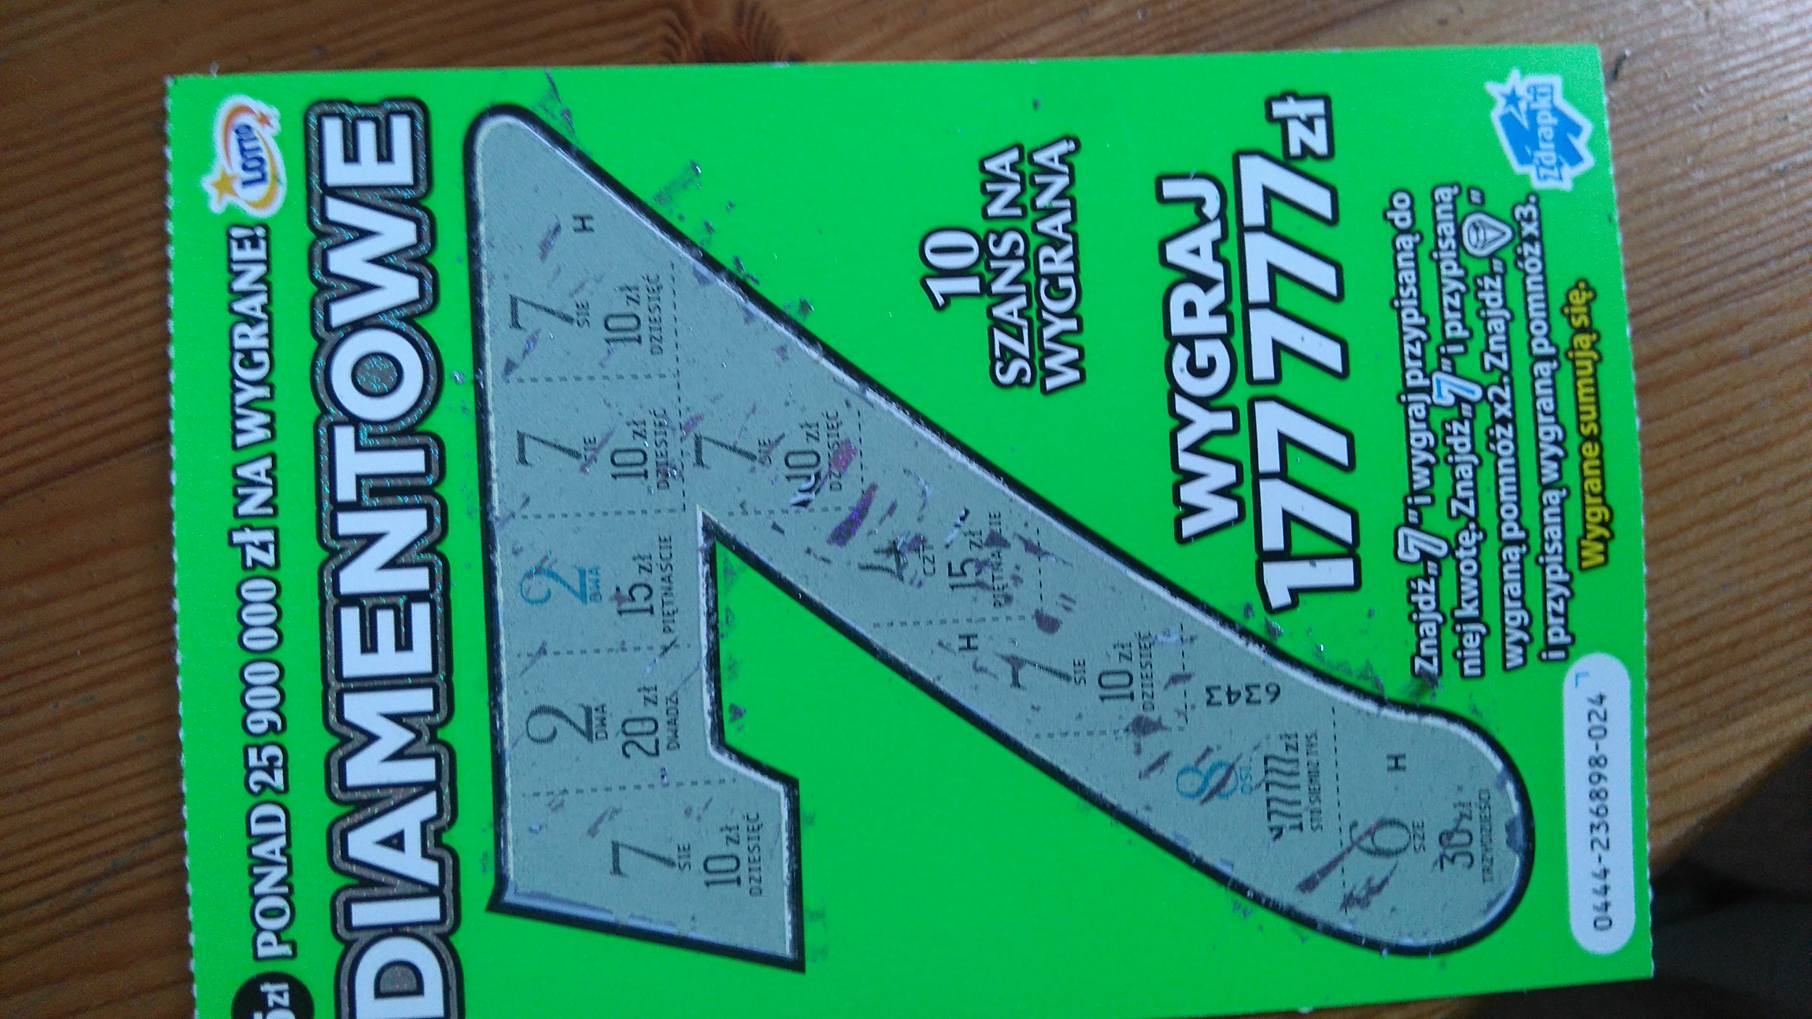 LOTTO
5zł PONAD 25 900 000 zł NA WYGRANE!
DIAMENTOWE
7
SIE
10 zł
DZIESIĘĆ
2
DWA
20 zł
DWADZ.
2
DWA
15 zł
PIĘTNAŚCIE
7
SIE
10 zł
DZIESIĘĆ
7
SIE
10 zł
DZIESIĘĆ
H
7
SIE
10 zł
DZIESIĘĆ
4
CZT
15 zł
H
7
SIE
10 zł
DZIESIĘĆ
6343
8
OSI
177777 zł
STO SIEMDZ TYS.
H
6
SZE
30 zł
TRZYDZIEŚCI
10
SZANS NA
WYGRANĄ
WYGRAJ
177 777 zł
Znajdź „7” i wygraj przypisaną do
niej kwotę. Znajdź „7” i przypisaną
wygraną pomnóż x2. Znajdź „ ”
i przypisaną wygraną pomnóż x3.
Wygrane sumują się.
Zdrapki
0444-2368898-024